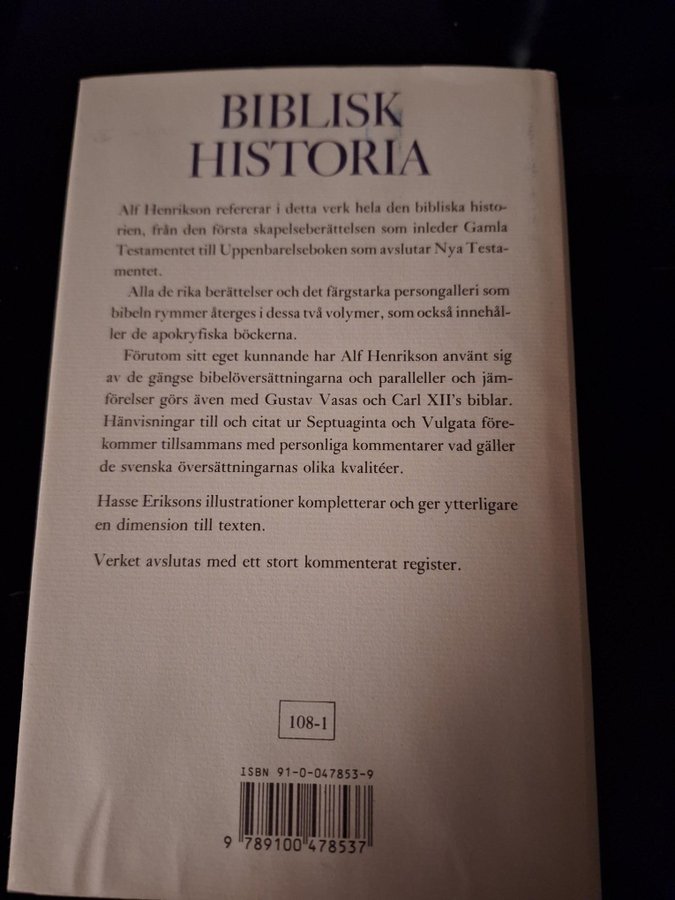 BIBLISK
HISTORIA
Alf Henrikson refererar i detta verk hela den bibliska histo-
rien, från den första skapelseberättelsen som inleder Gamla
Testamentet till Uppenbarelseboken som avslutar Nya Testa-
mentet.
Alla de rika berättelser och det färgstarka persongalleri som
bibeln rymmer återges i dessa två volymer, som också innehål-
ler de apokryfiska böckerna.
Förutom sitt eget kunnande har Alf Henrikson använt sig
av de gängse bibelöversättningarna och paralleller och jäm-
förelser görs även med Gustav Vasas och Carl XII's biblar.
Hänvisningar till och citat ur Septuaginta och Vulgata före-
kommer tillsammans med personliga kommentarer vad gäller
de svenska översättningarnas olika kvalitéer.
Hasse Eriksons illustrationer kompletterar och ger ytterligare
en dimension till texten.
Verket avslutas med ett stort kommenterat register.
108-1
ISBN 91-0-047853-9
9 789100 478537